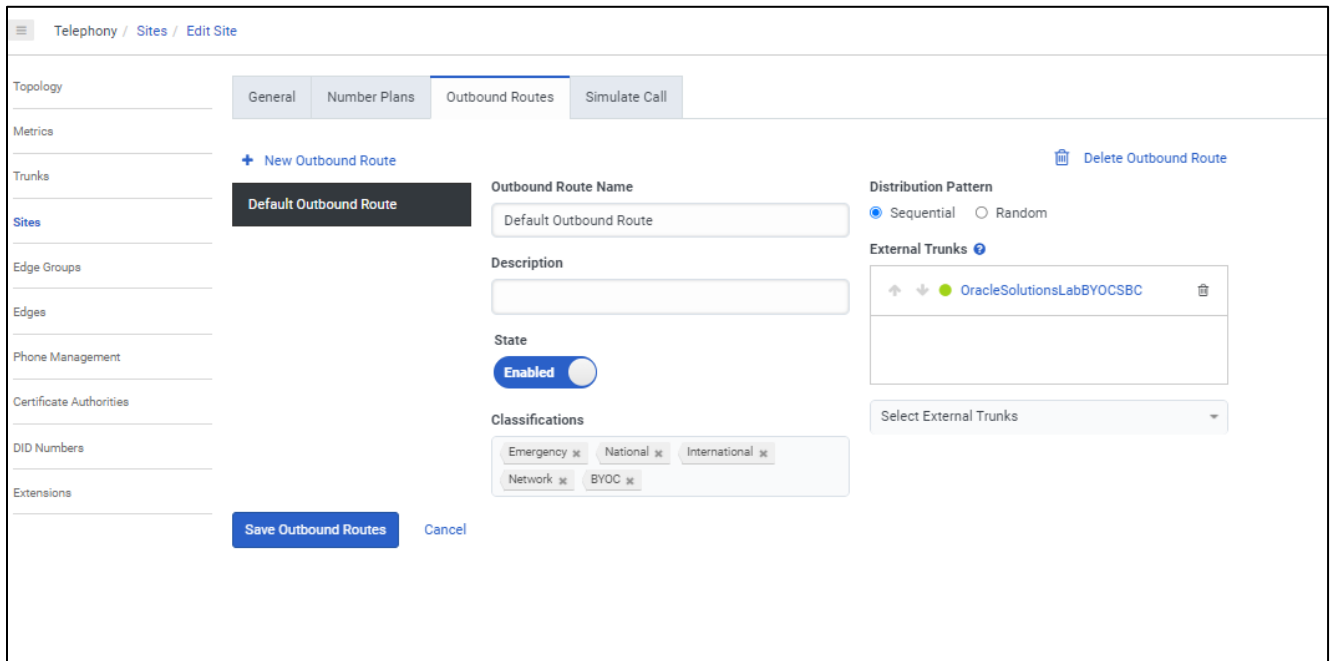 Telephony / Sites / Edit Site
Topology
Metrics
Trunks
Sites
Edge Groups
Edges
Phone Management
Certificate Authorities
DID Numbers
Extensions
General Number Plans Outbound Routes Simulate Call
+ New Outbound Route
Delete Outbound Route
Default Outbound Route
Outbound Route Name
Default Outbound Route
Description
State
Enabled
Classifications
Emergency x National x International x
Network x BYOC x
Distribution Pattern
Sequential Random
External Trunks ?
OracleSolutionsLabBYOCSBC
Select External Trunks
Save Outbound Routes Cancel